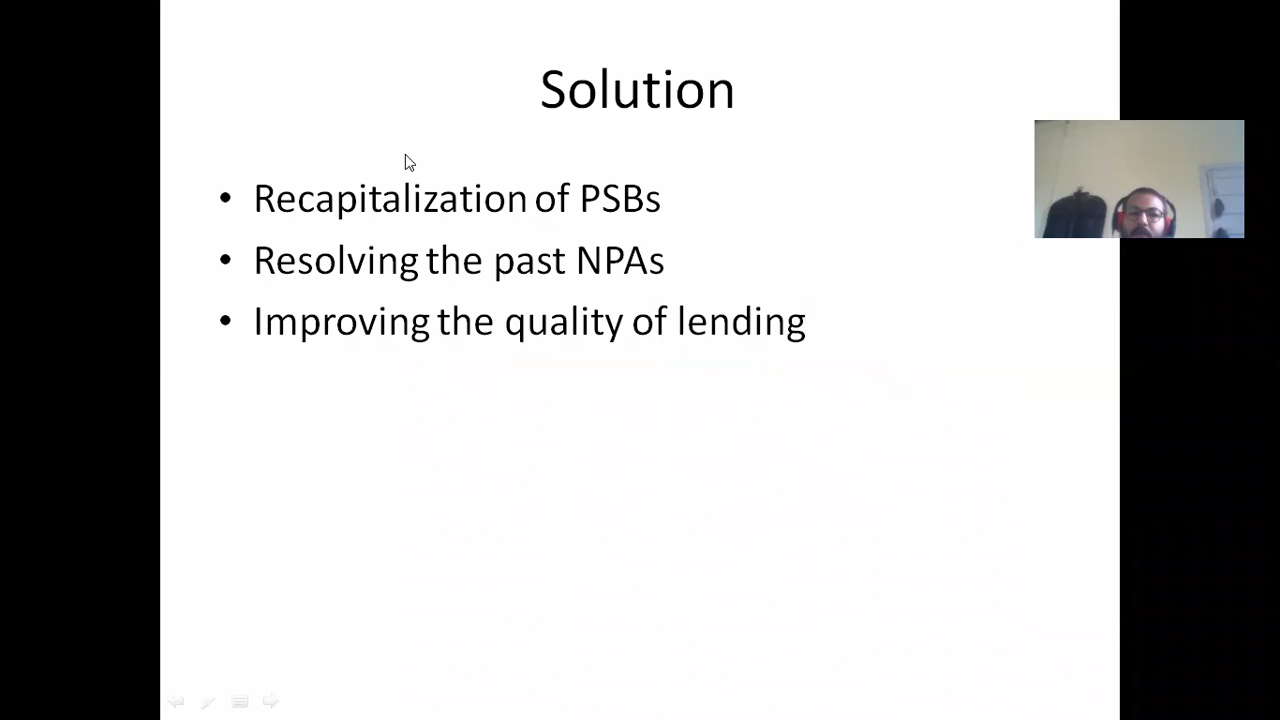 Solution
• Recapitalization of PSBs
• Resolving the past NPAs
• Improving the quality of lending